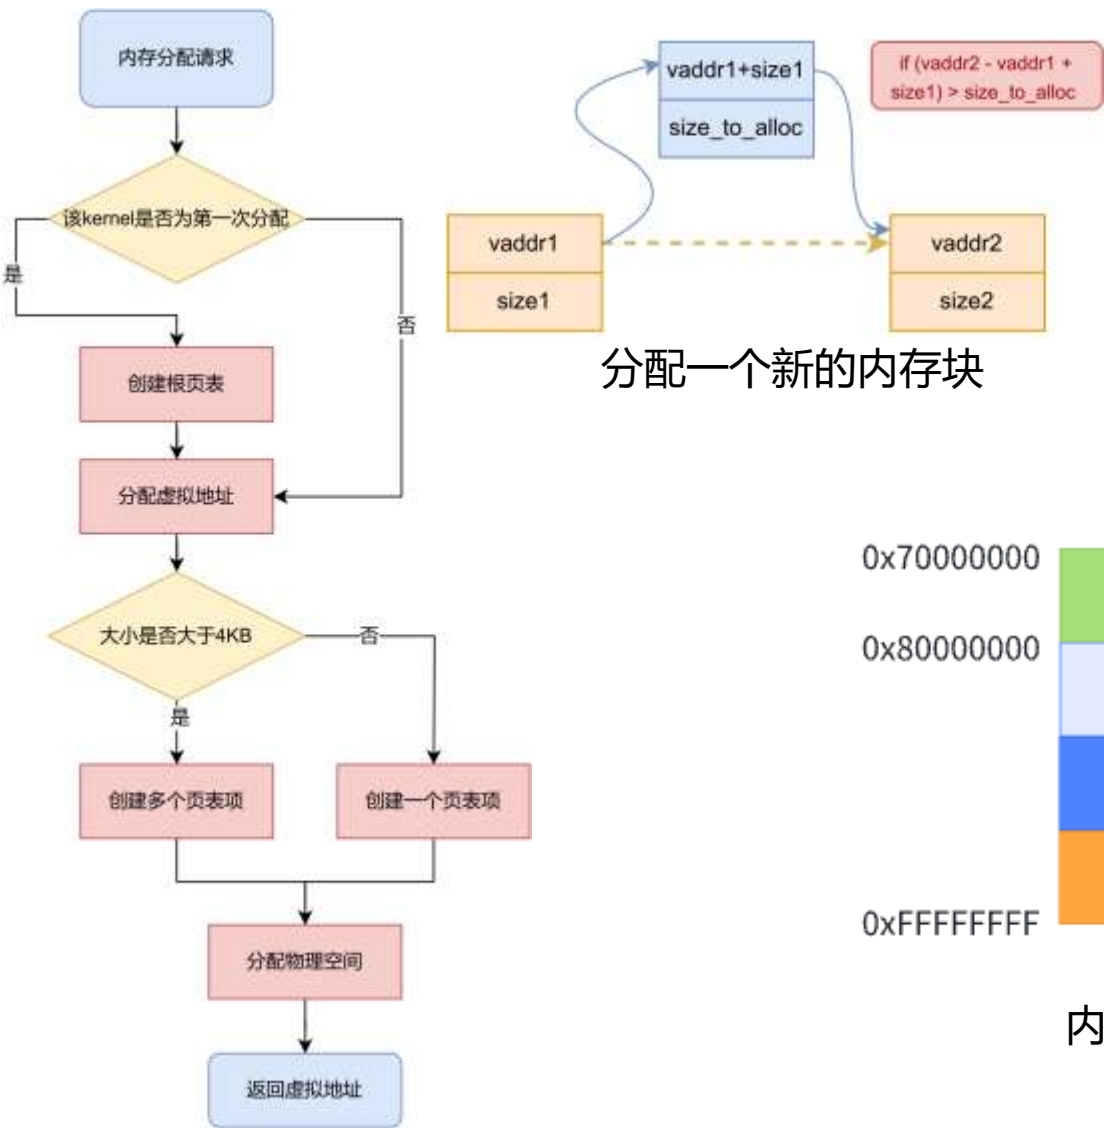 内存分配请求
该kernel是否为第一次分配
是
否
创建根页表
分配虚拟地址
大小是否大于4KB
否
是
创建多个页表项
创建一个页表项
分配物理空间
返回虚拟地址
vaddr1+size1
size_to_alloc
if (vaddr2 - vaddr1 +
size1) > size_to_alloc
vaddr1
size1
vaddr2
size2
分配一个新的内存块
0x70000000
0x80000000
0xFFFFFFFF
内